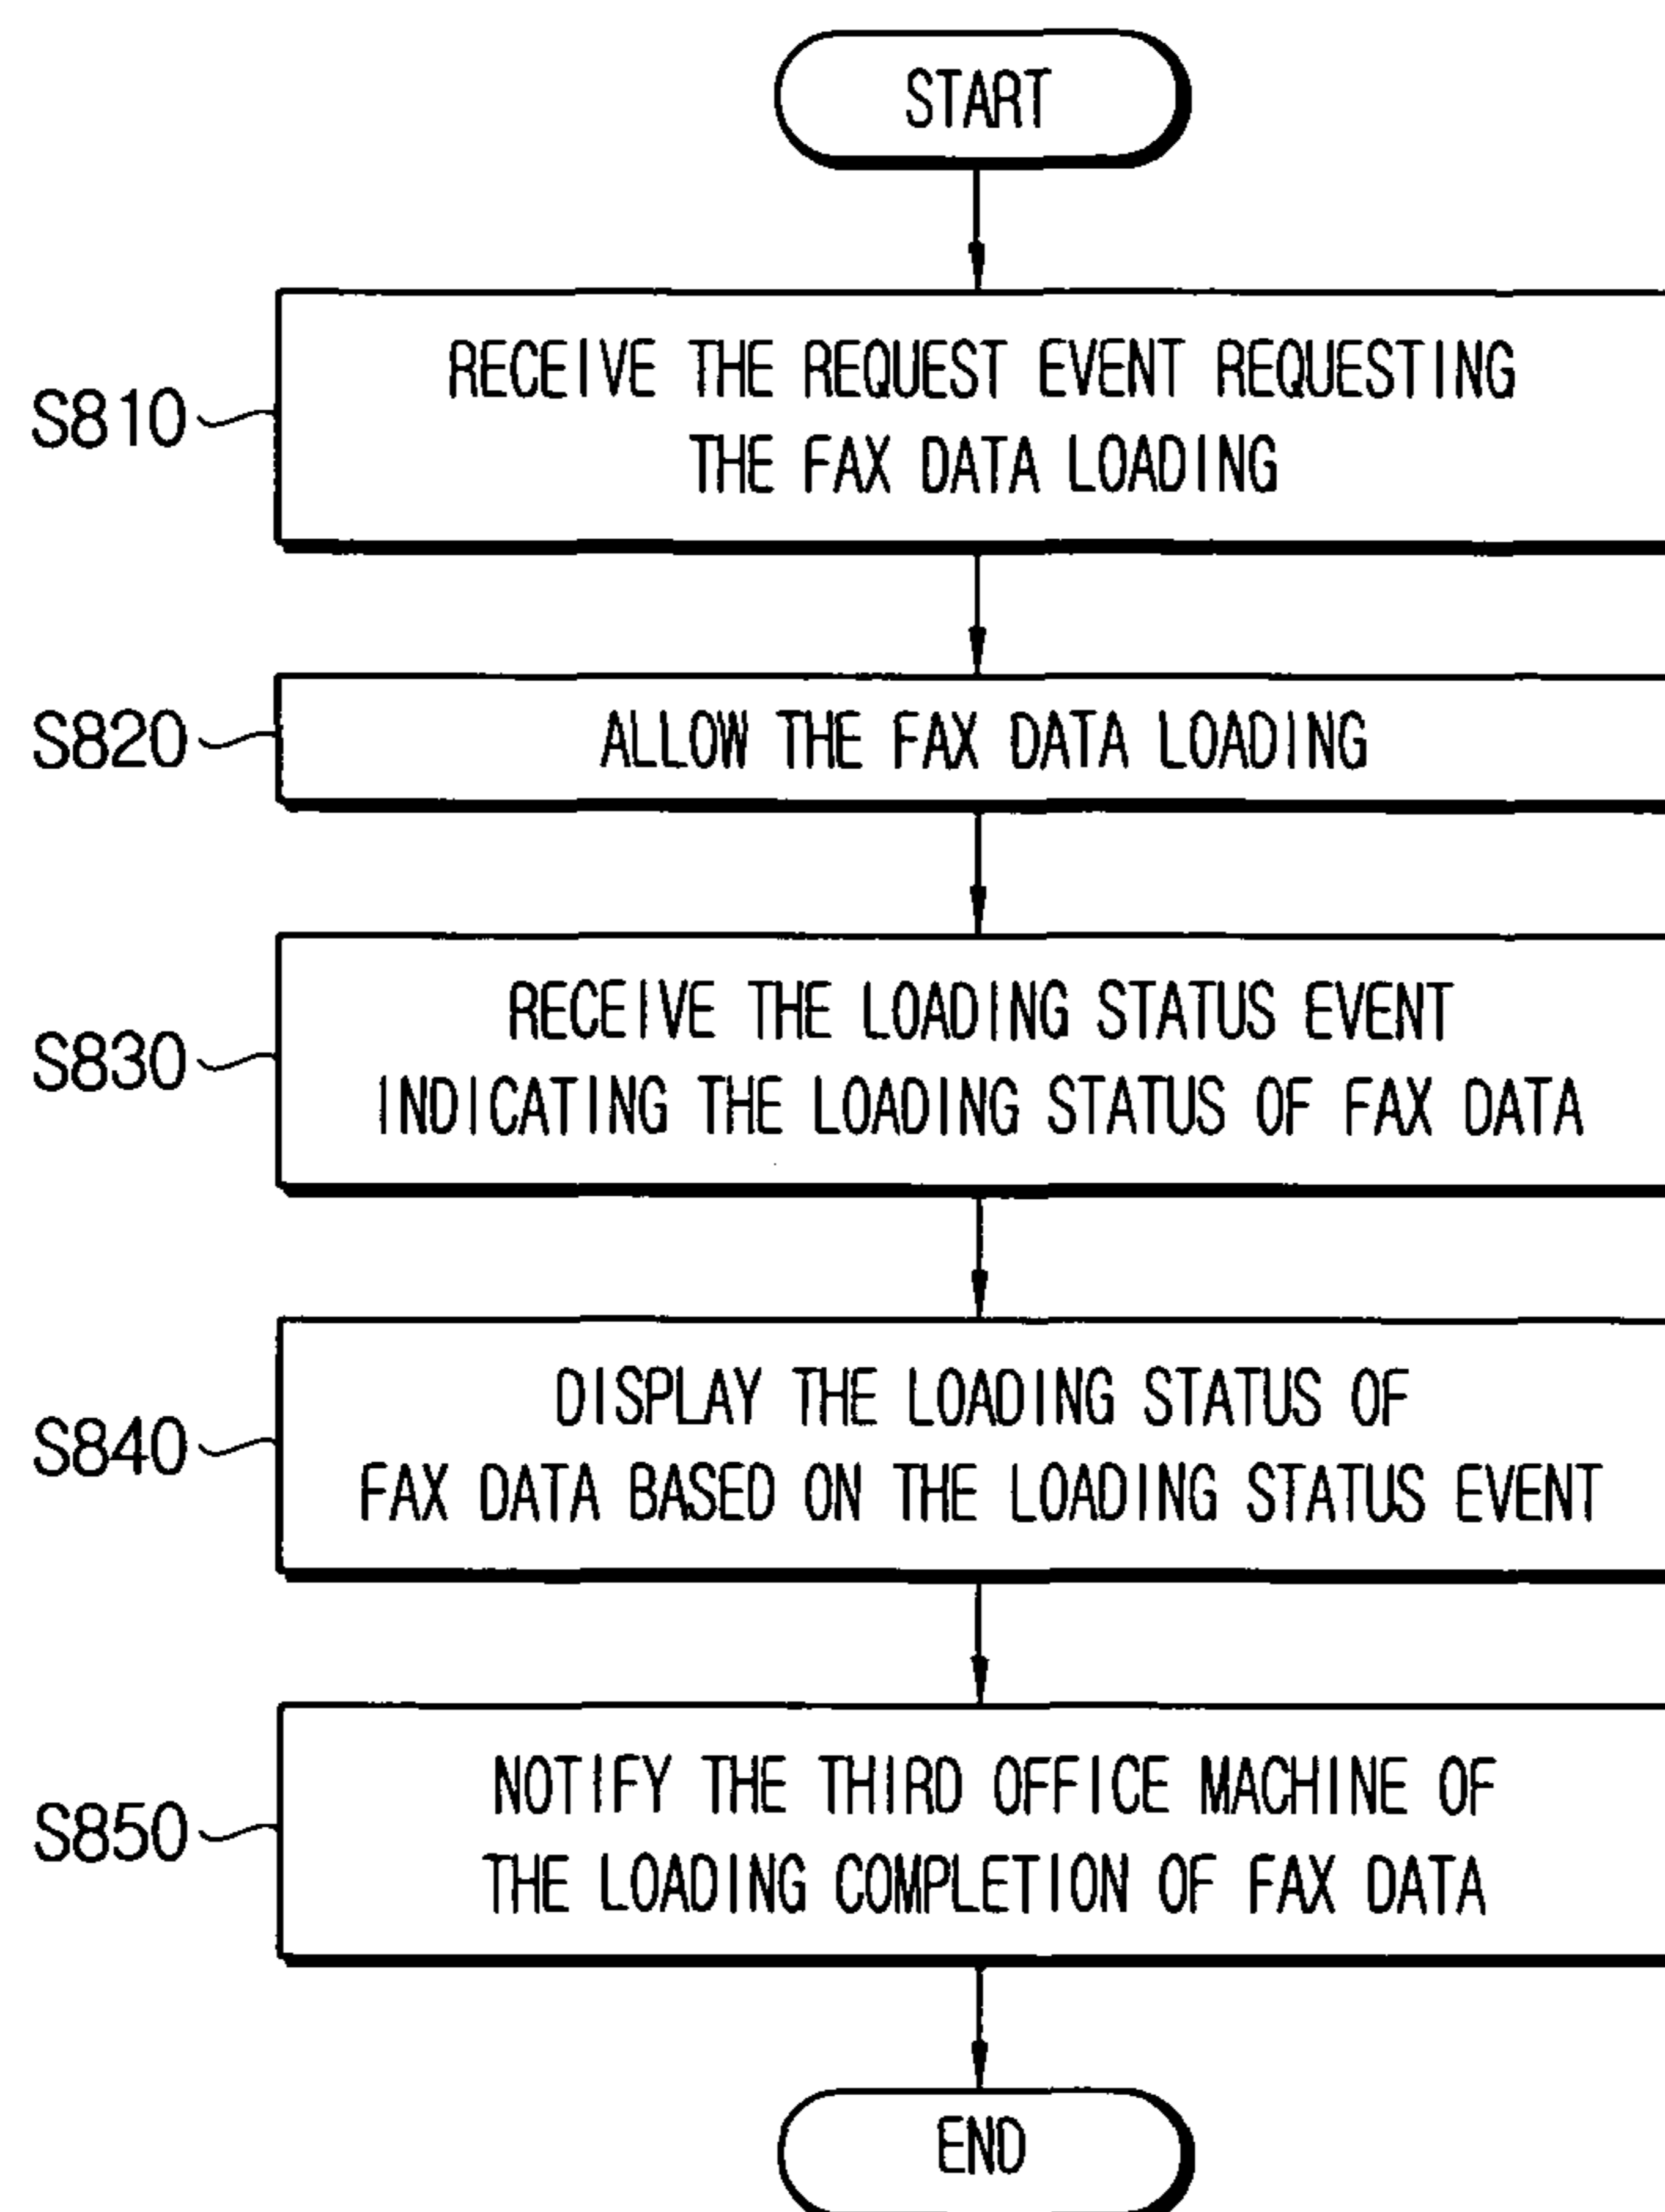 START
S810
RECEIVE THE REQUEST EVENT REQUESTING
THE FAX DATA LOADING
S820
ALLOW THE FAX DATA LOADING
S830
RECEIVE THE LOADING STATUS EVENT
INDICATING THE LOADING STATUS OF FAX DATA
S840
DISPLAY THE LOADING STATUS OF
FAX DATA BASED ON THE LOADING STATUS EVENT
S850
NOTIFY THE THIRD OFFICE MACHINE OF
THE LOADING COMPLETION OF FAX DATA
END